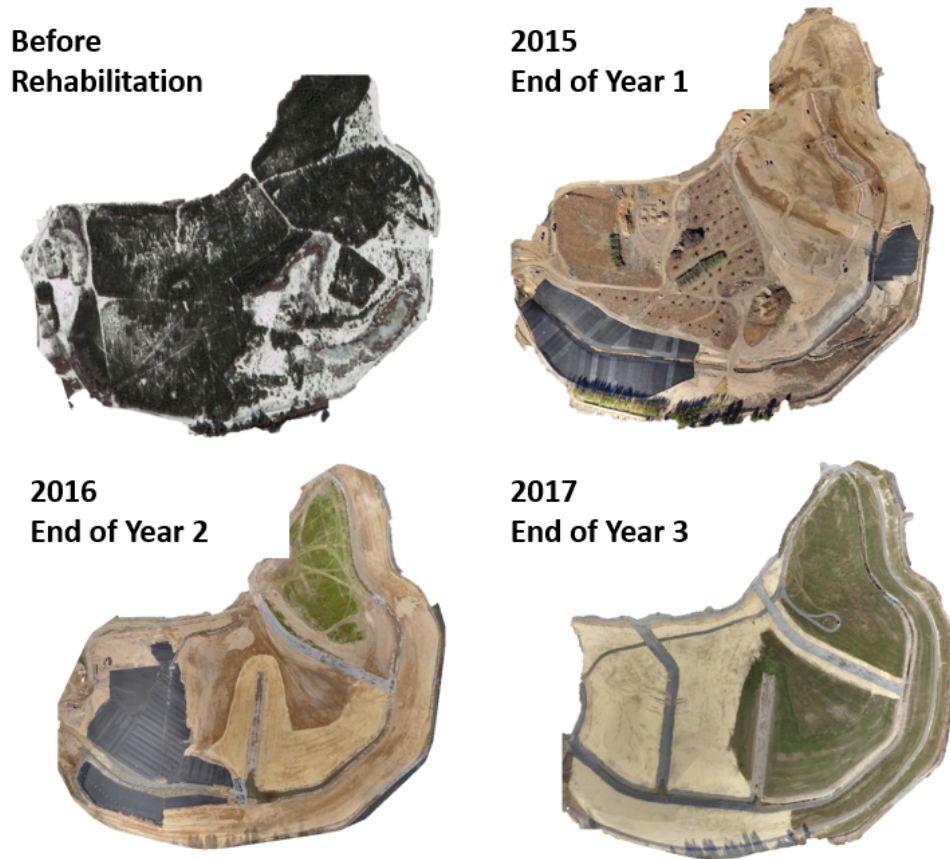 Before
Rehabilitation
2015
End of Year 1
2016
End of Year 2
2017
End of Year 3